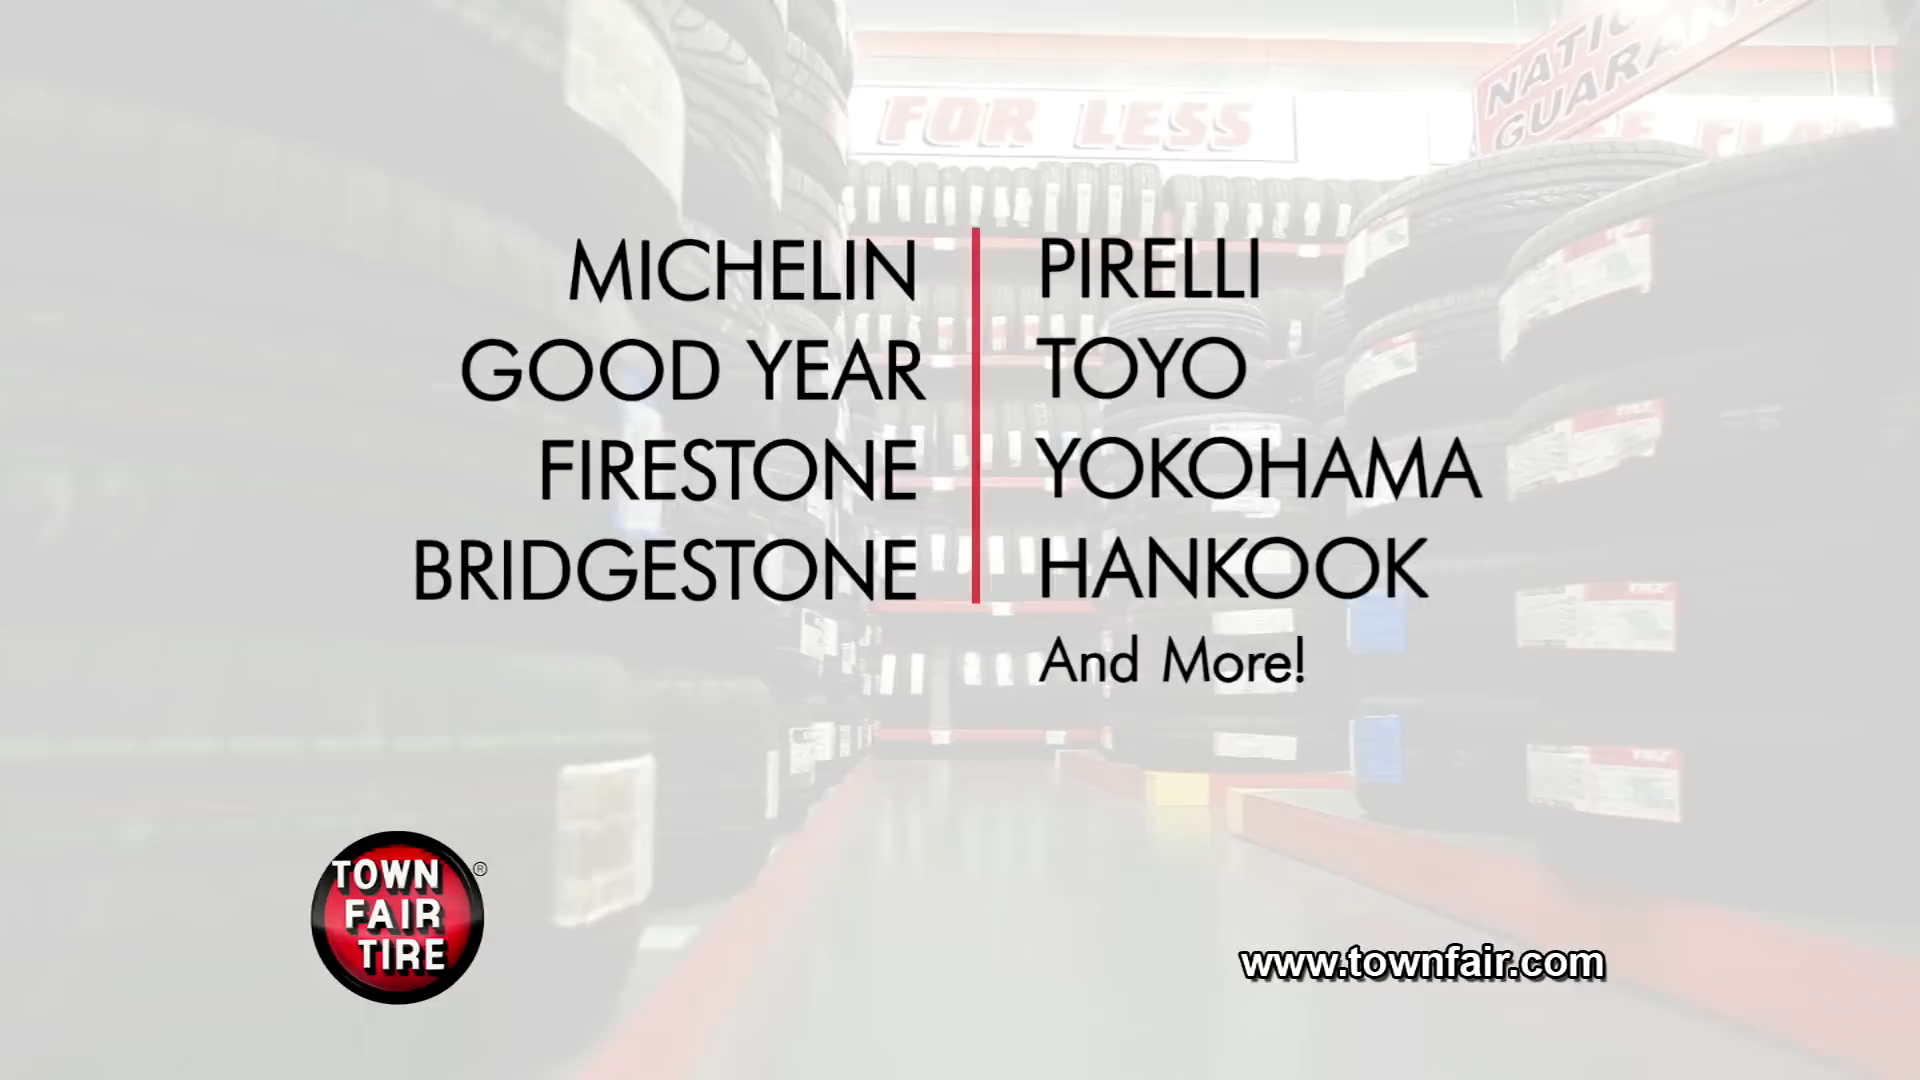 FOR LESS
MICHELIN
GOOD YEAR
FIRESTONE
BRIDGESTONE
PIRELLI
TOYO
YOKOHAMA
HANKOOK
And More!
TOWN
FAIR
TIRE
®
www.townfair.com